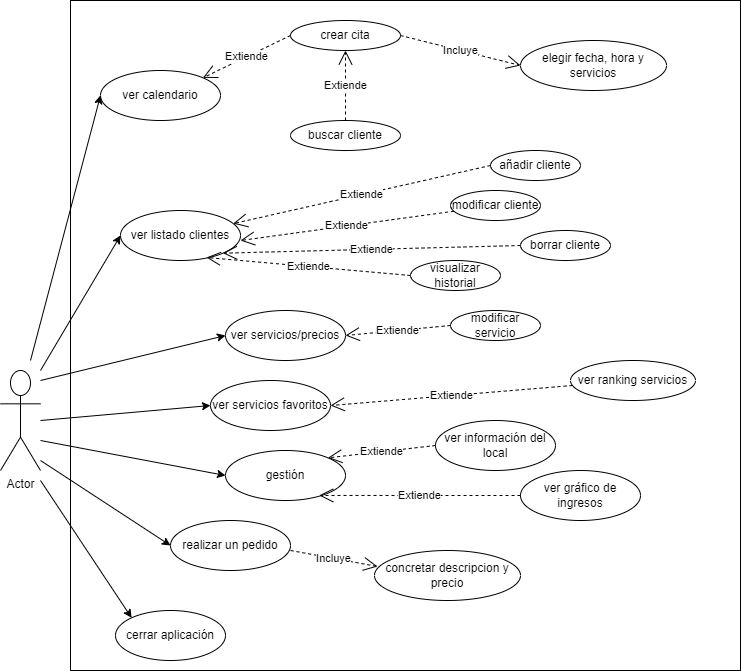 crear cita
Extiende
Incluye
elegir fecha, hora y
servicios
ver calendario
Extiende
buscar cliente
añadir cliente
Extiende
modificar cliente
Extiende
ver listado clientes
borrar cliente
Extiende
Extiende
visualizar
historial
modificar
servicio
Extiende
ver servicios/precios
ver ranking servicios
Extiende
ver servicios favoritos
ver información del
local
Extiende
gestión
ver gráfico de
ingresos
Extiende
Actor
realizar un pedido
Incluye
concretar descripcion y
precio
cerrar aplicación